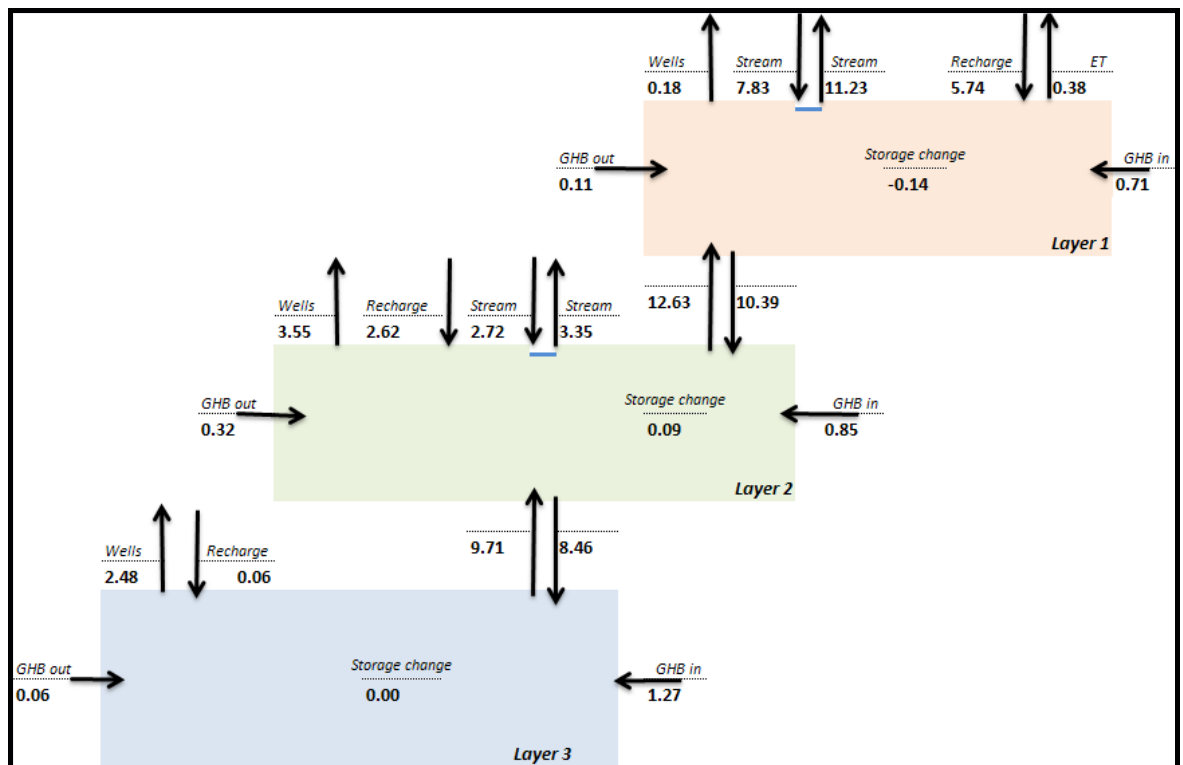 Wells Stream Stream Recharge ET
0.18 7.83 11.23 5.74 0.38
GHB out Storage change GHB in
0.11 -0.14 0.71
Layer 1
12.63 10.39
Wells Recharge Stream Stream
3.55 2.62 2.72 3.35
GHB out Storage change GHB in
0.32 0.09 0.85
Layer 2
9.71 8.46
Wells Recharge
2.48 0.06
GHB out Storage change GHB in
0.06 0.00 1.27
Layer 3